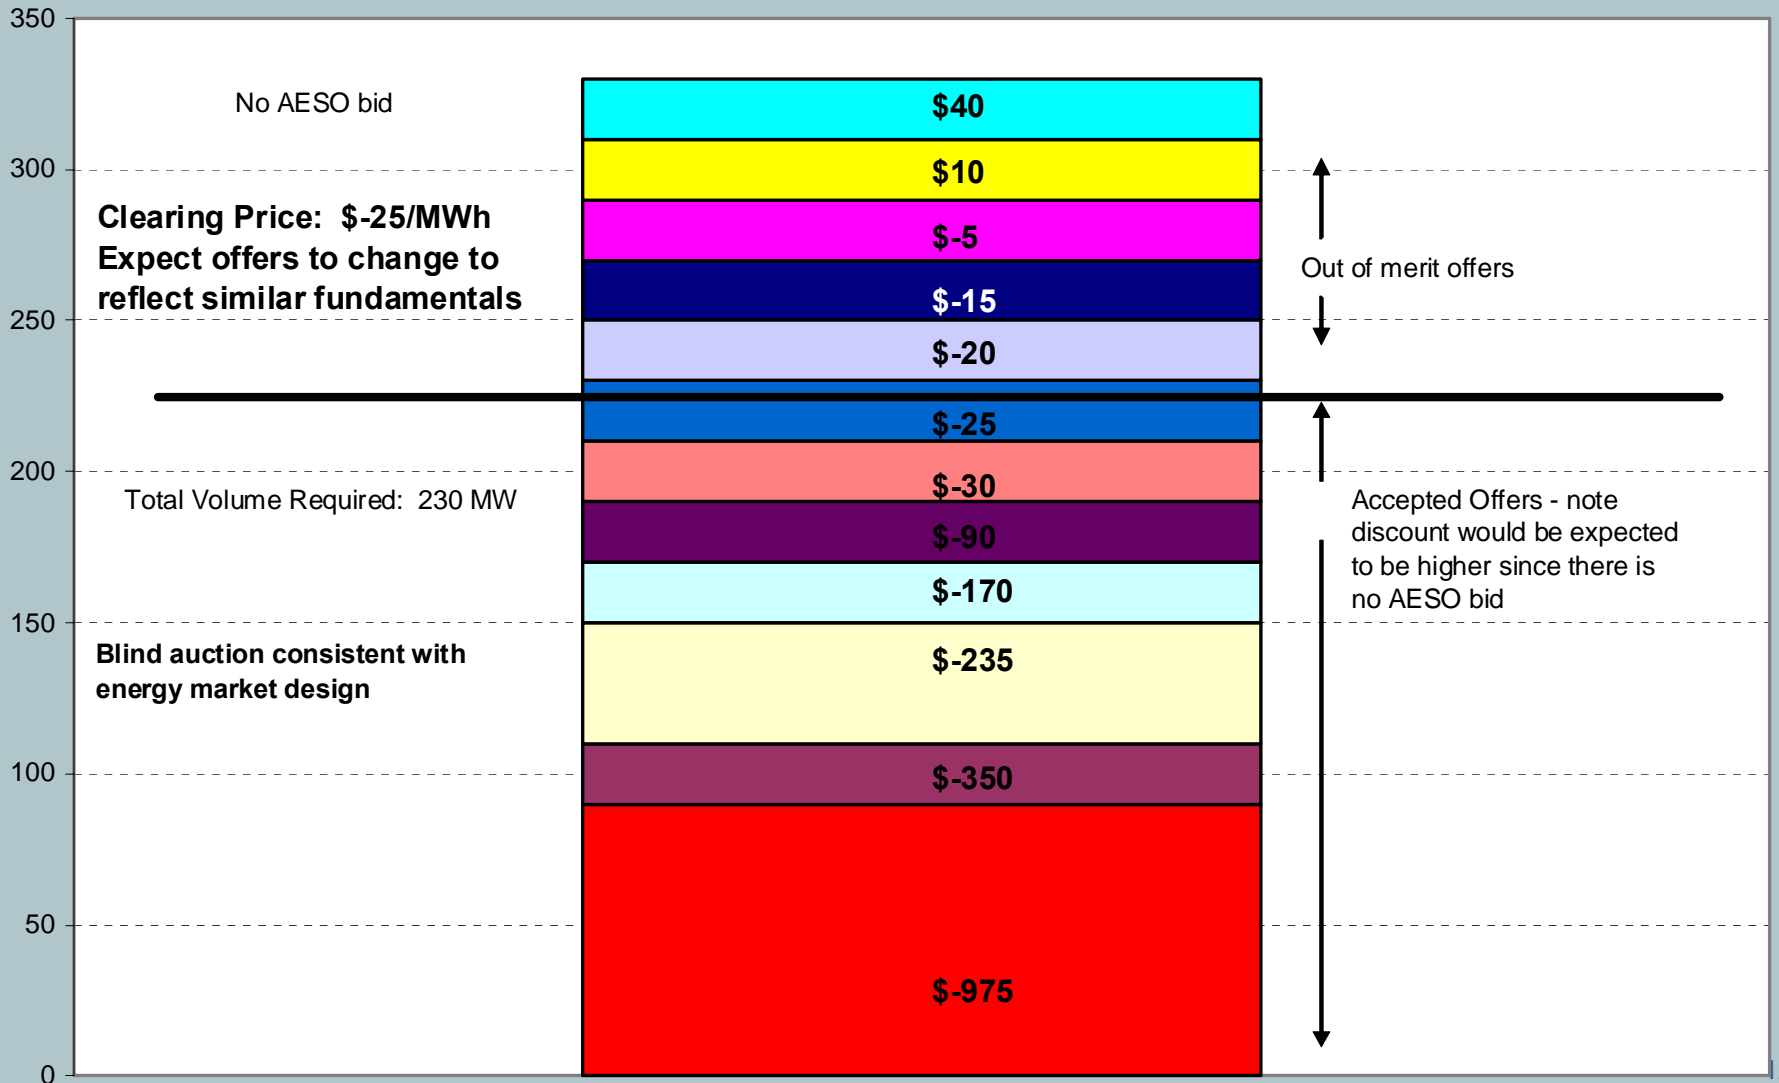 350
No AESO bid
$40
300
$10
Clearing Price: $-25/MWh
Expect offers to change to
reflect similar fundamentals
$-5
Out of merit offers
$-15
250
$-20
$-25
200
$-30
Total Volume Required: 230 MW
Accepted Offers - note
discount would be expected
to be higher since there is
no AESO bid
$-90
$-170
150
Blind auction consistent with
energy market design
$-235
100
$-350
50
$-975
0